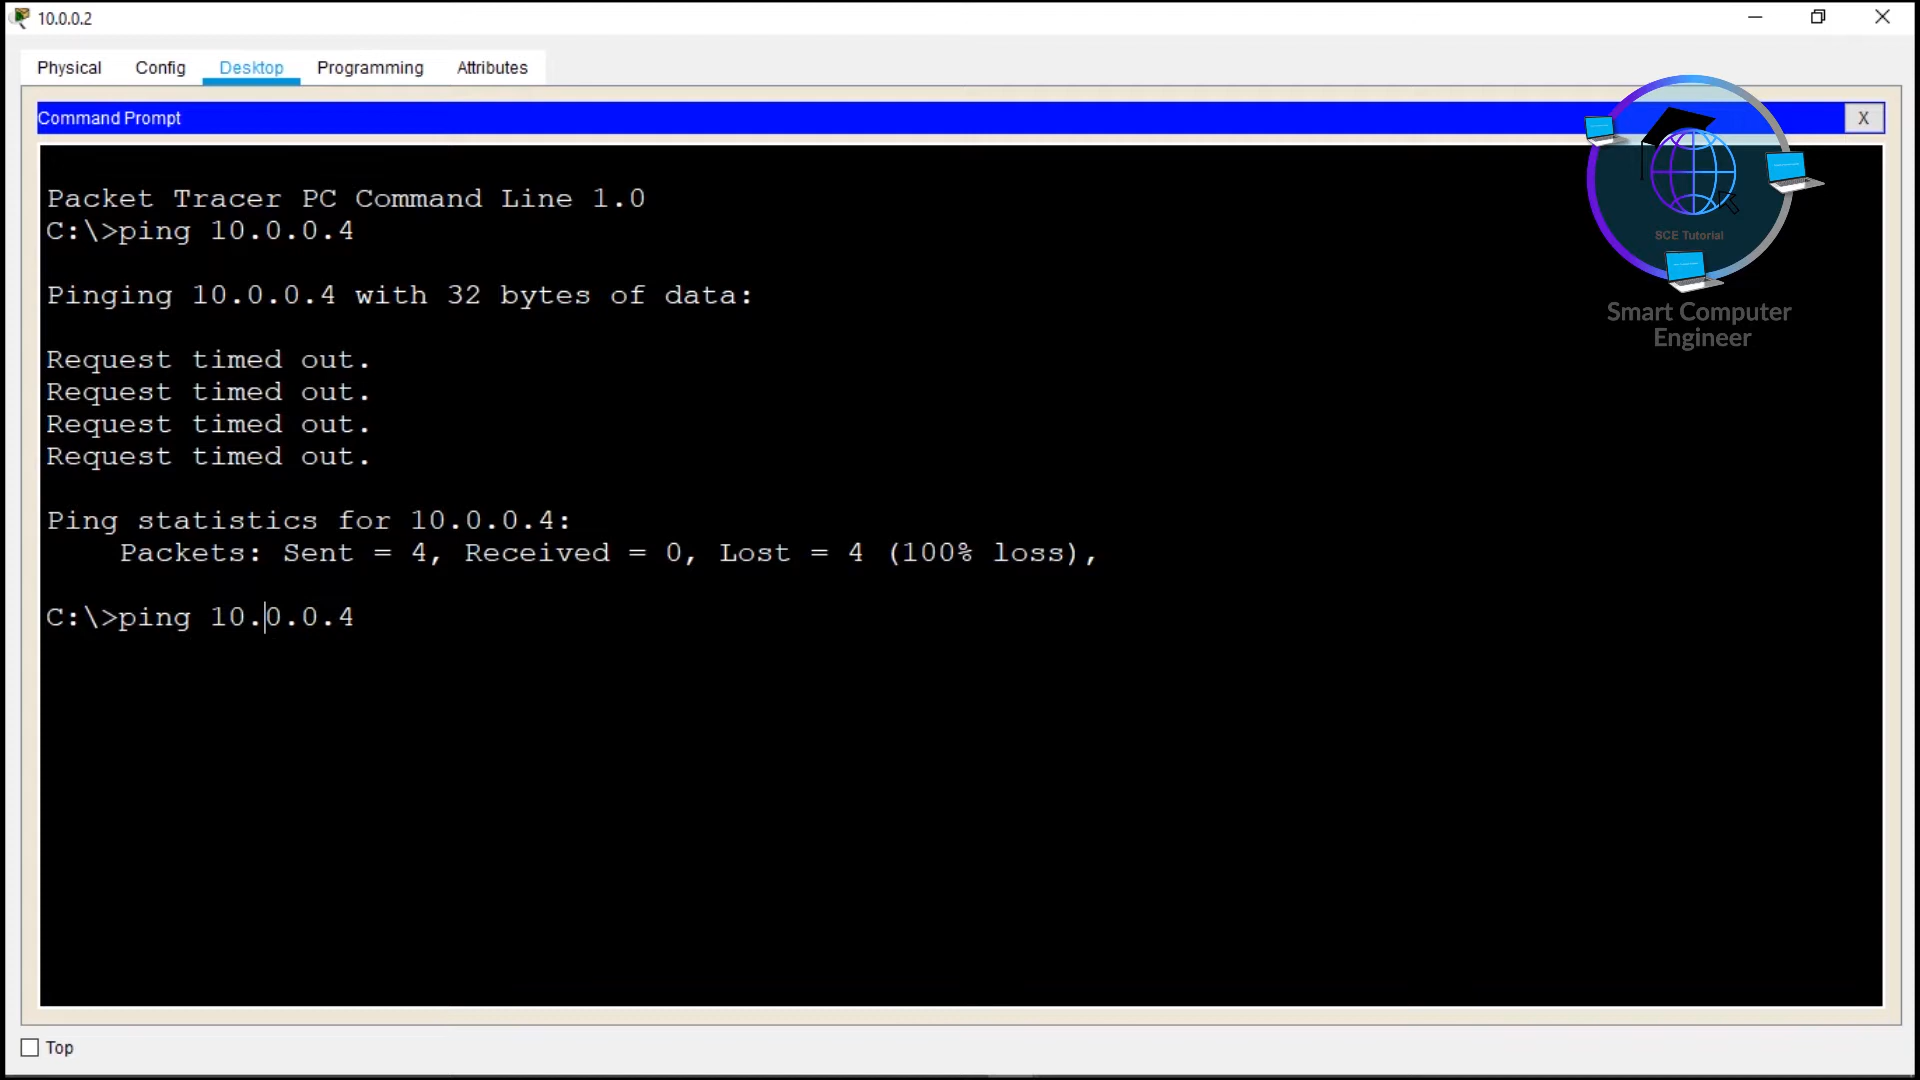 10.0.0.2
Physical Config Desktop Programming Attributes
Command Prompt
X
Packet Tracer PC Command Line 1.0
C:\>ping 10.0.0.4
Pinging 10.0.0.4 with 32 bytes of data:
Request timed out.
Request timed out.
Request timed out.
Request timed out.
Ping statistics for 10.0.0.4:
Packets: Sent = 4, Received = 0, Lost = 4 (100% loss),
C:\>ping 10.0.0.4
SCE Tutorial
Smart Computer
Engineer
Top